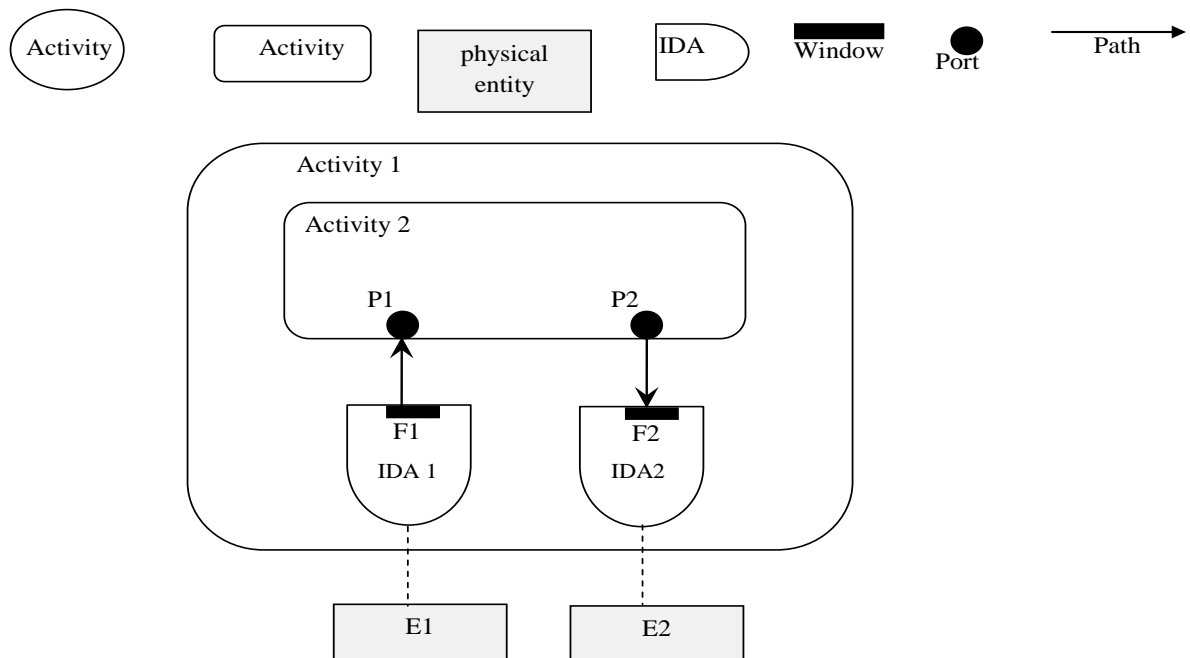 Activity
Activity
physical
entity
IDA
Window
Port
Path
Activity 1
Activity 2
P1
P2
F1
F2
IDA 1
IDA2
E1
E2